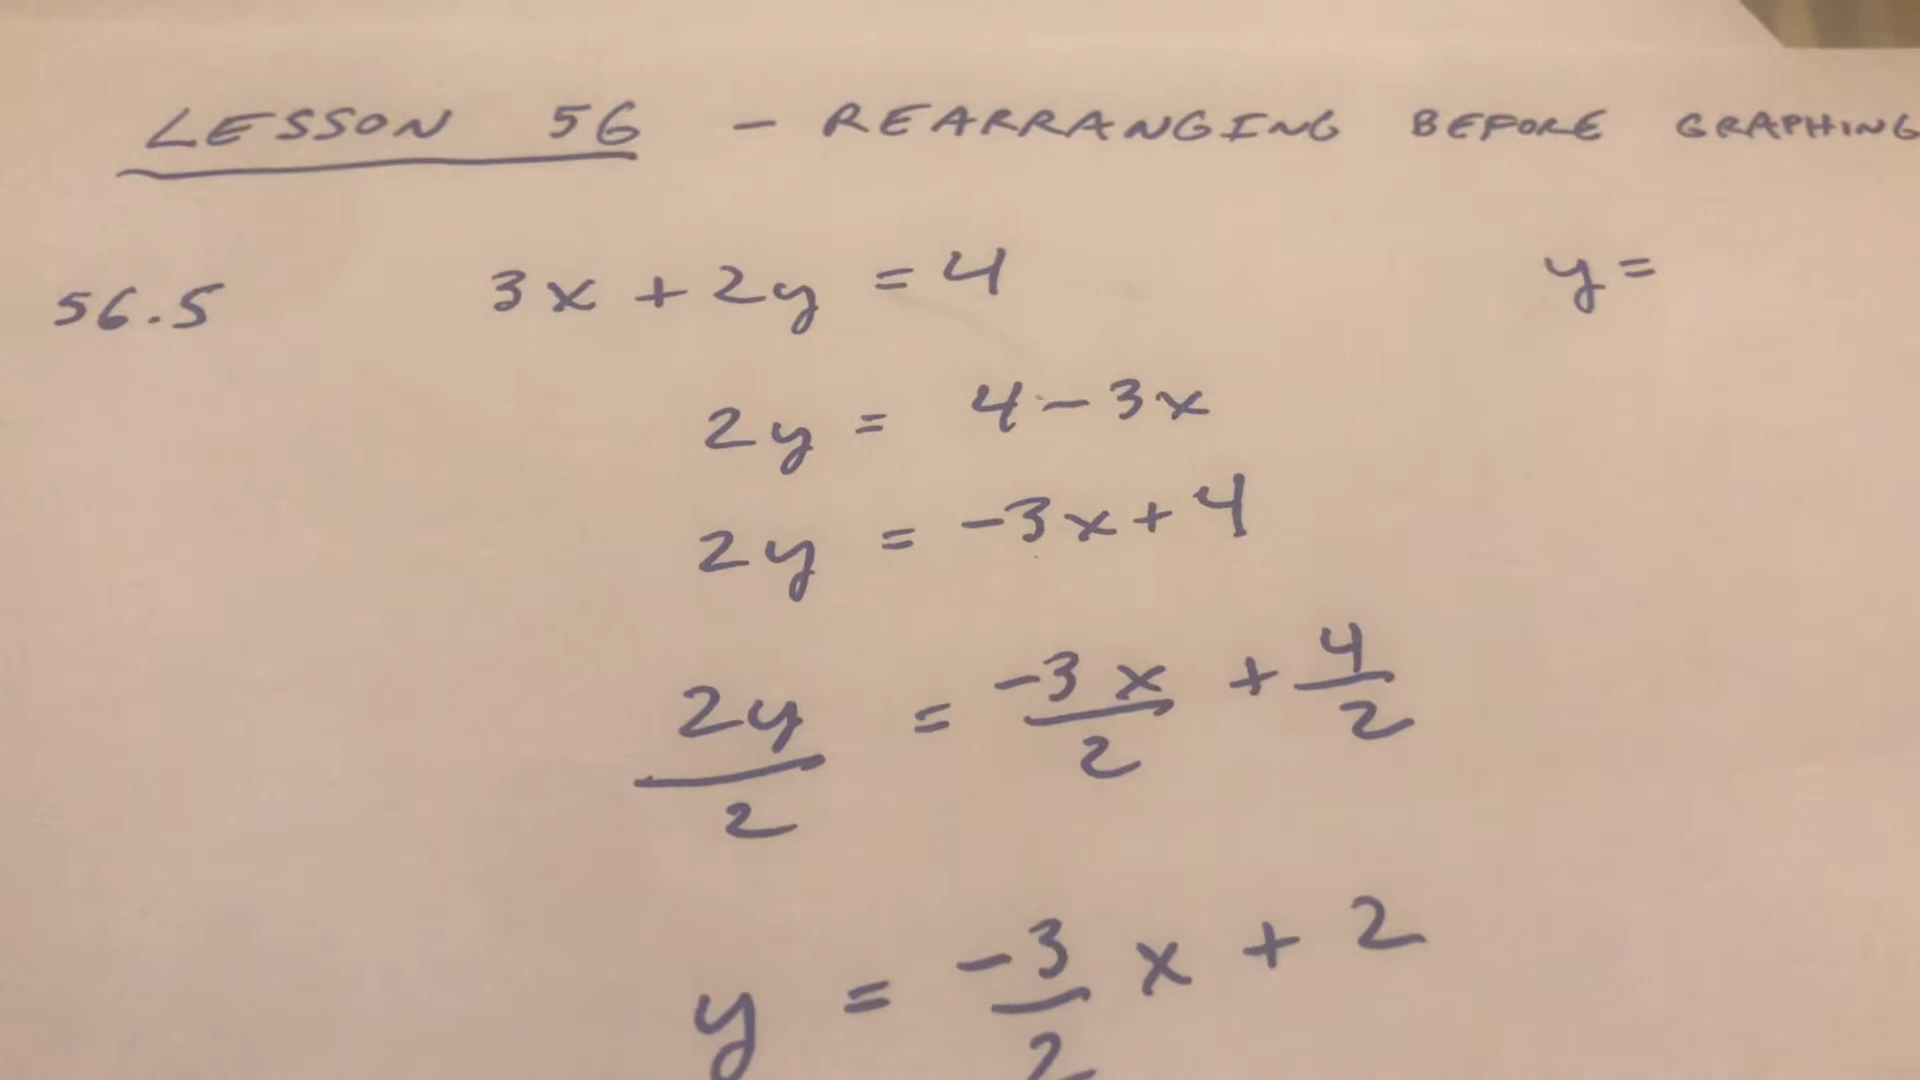 LESSON 56 - REARRANGING BEFORE GRAPHING
56.5 3x + 2y = 4 y =
2y = 4 - 3x
2y = -3x + 4
2y/2 = -3x/2 + 4/2
y = -3/2 x + 2